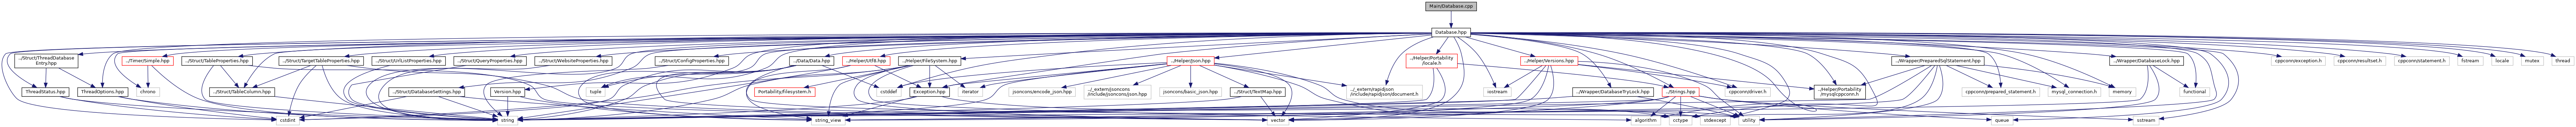 Main/Database.cpp
Database.hpp
../Struct/ThreadDatabase
Entry.hpp
../Timer/Simple.hpp
../Struct/TableProperties.hpp
../Struct/TargetTableProperties.hpp
../Struct/UrlListProperties.hpp
../Struct/QueryProperties.hpp
../Struct/WebsiteProperties.hpp
../Struct/ConfigProperties.hpp
../Data/Data.hpp
../Helper/Utf8.hpp
../Helper/FileSystem.hpp
../Helper/Json.hpp
../Helper/Portability
/locale.h
../Helper/Versions.hpp
../Wrapper/PreparedSqlStatement.hpp
../Wrapper/DatabaseLock.hpp
cppconn/exception.h
cppconn/resultset.h
cppconn/statement.h
fstream
locale
mutex
thread
ThreadStatus.hpp
ThreadOptions.hpp
chrono
../Struct/TableColumn.hpp
../Struct/DatabaseSettings.hpp
Version.hpp
tuple
Portability/Filesystem.h
cstddef
Exception.hpp
iterator
jsoncons/encode_json.hpp
../_extern/jsoncons
/include/jsoncons/json.hpp
jsoncons/basic_json.hpp
../Struct/TextMap.hpp
../_extern/rapidjson
/include/rapidjson/document.h
iostream
../Wrapper/DatabaseTryLock.hpp
../Strings.hpp
cppconn/driver.h
../Helper/Portability
/mysqlcppconn.h
cppconn/prepared_statement.h
mysql_connection.h
memory
functional
cstdint
string
string_view
vector
algorithm
cctype
stdexcept
utility
queue
sstream